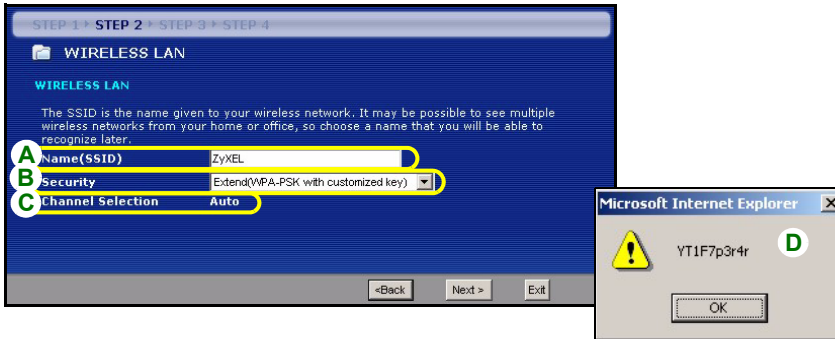 STEP 1 › STEP 2 › STEP 3 › STEP 4
WIRELESS LAN
WIRELESS LAN
The SSID is the name given to your wireless network. It may be possible to see multiple
wireless networks from your home or office, so choose a name that you will be able to
recognize later.
A Name(SSID) ZyXEL
B Security Extend(WPA-PSK with customized key)
C Channel Selection Auto
<Back Next > Exit
Microsoft Internet Explorer X
YT1F7p3r4r D
OK